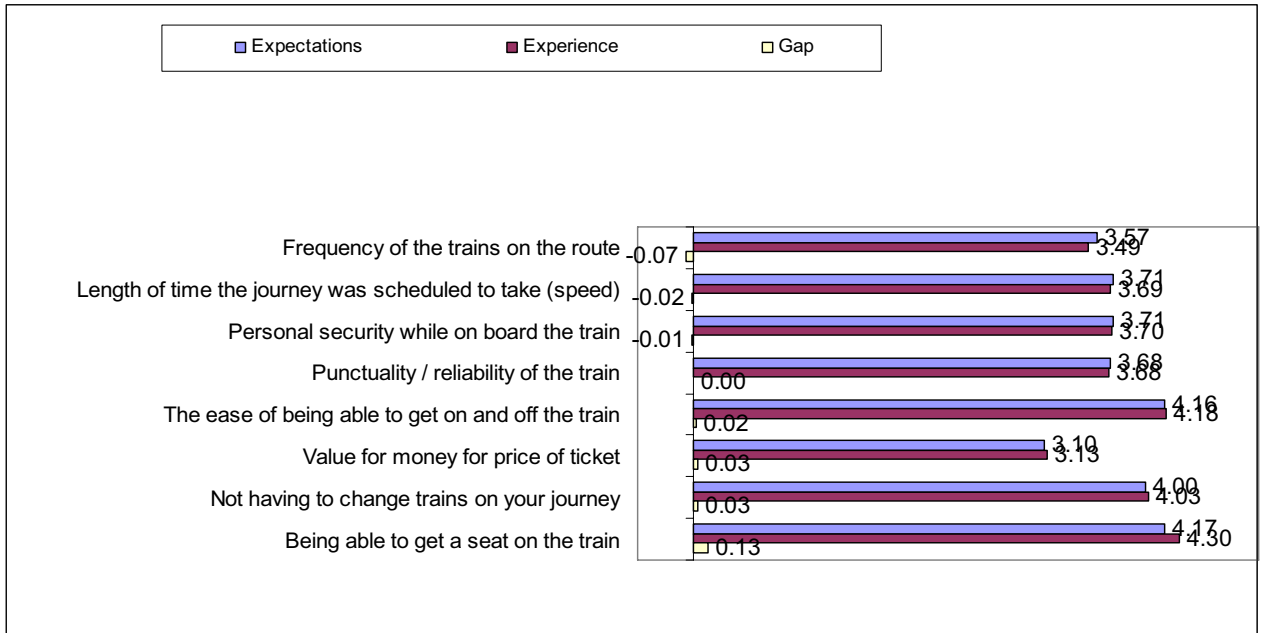 Expectations Experience Gap
Frequency of the trains on the route -0.07 3.57 3.49
Length of time the journey was scheduled to take (speed) -0.02 3.71 3.69
Personal security while on board the train -0.01 3.71 3.70
Punctuality / reliability of the train 0.00 3.68 3.68
The ease of being able to get on and off the train 0.02 4.16 4.18
Value for money for price of ticket 0.03 3.10 3.13
Not having to change trains on your journey 0.03 4.00 4.03
Being able to get a seat on the train 0.13 4.17 4.30